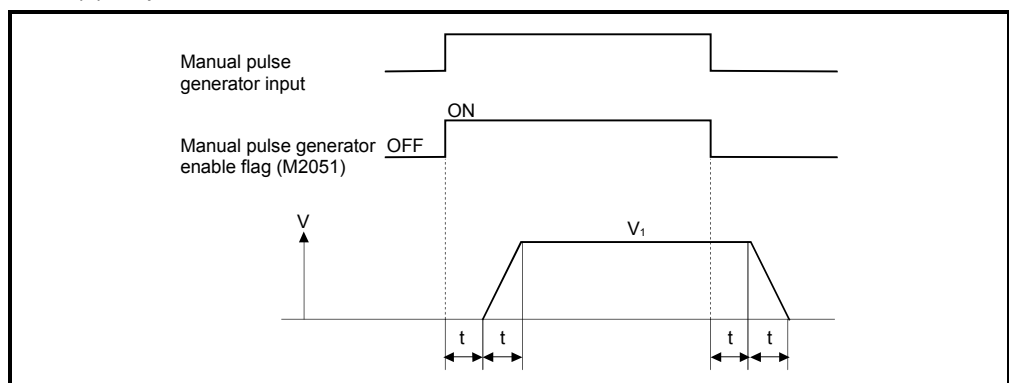 Manual pulse
generator input
ON
Manual pulse generator OFF
enable flag (M2051)
V
V₁
t t t t